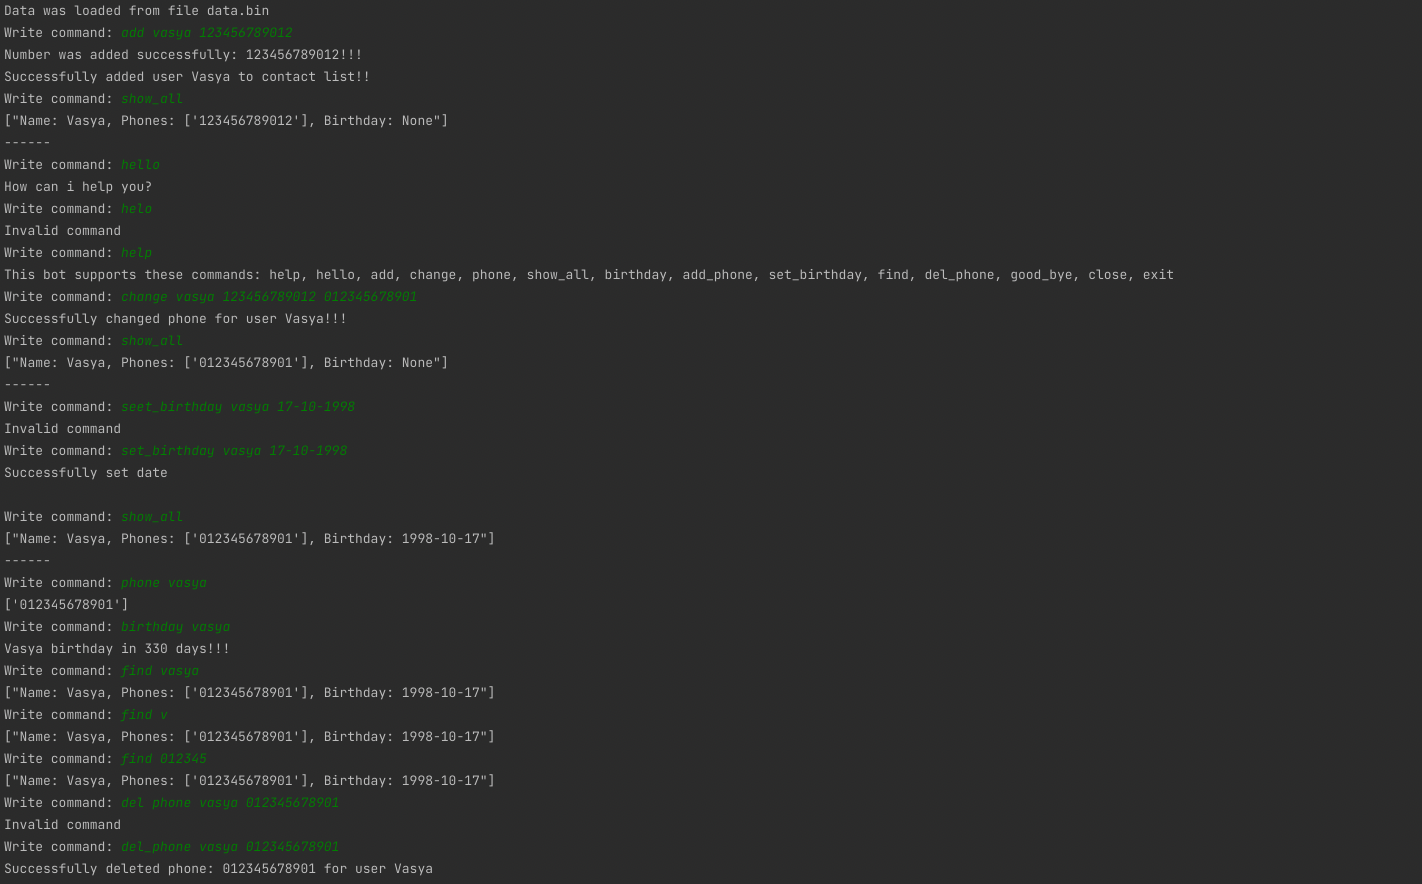 Data was loaded from file data.bin
Write command: add vasya 123456789012
Number was added successfully: 123456789012!!!
Successfully added user Vasya to contact list!!
Write command: show_all
["Name: Vasya, Phones: ['123456789012'], Birthday: None"]
------
Write command: hello
How can i help you?
Write command: helo
Invalid command
Write command: help
This bot supports these commands: help, hello, add, change, phone, show_all, birthday, add_phone, set_birthday, find, del_phone, good_bye, close, exit
Write command: change vasya 123456789012 012345678901
Successfully changed phone for user Vasya!!!
Write command: show_all
["Name: Vasya, Phones: ['012345678901'], Birthday: None"]
------
Write command: seet_birthday vasya 17-10-1998
Invalid command
Write command: set_birthday vasya 17-10-1998
Successfully set date
Write command: show_all
["Name: Vasya, Phones: ['012345678901'], Birthday: 1998-10-17"]
------
Write command: phone vasya
['012345678901']
Write command: birthday vasya
Vasya birthday in 330 days!!!
Write command: find vasya
["Name: Vasya, Phones: ['012345678901'], Birthday: 1998-10-17"]
Write command: find v
["Name: Vasya, Phones: ['012345678901'], Birthday: 1998-10-17"]
Write command: find 012345
["Name: Vasya, Phones: ['012345678901'], Birthday: 1998-10-17"]
Write command: del phone vasya 012345678901
Invalid command
Write command: del_phone vasya 012345678901
Successfully deleted phone: 012345678901 for user Vasya